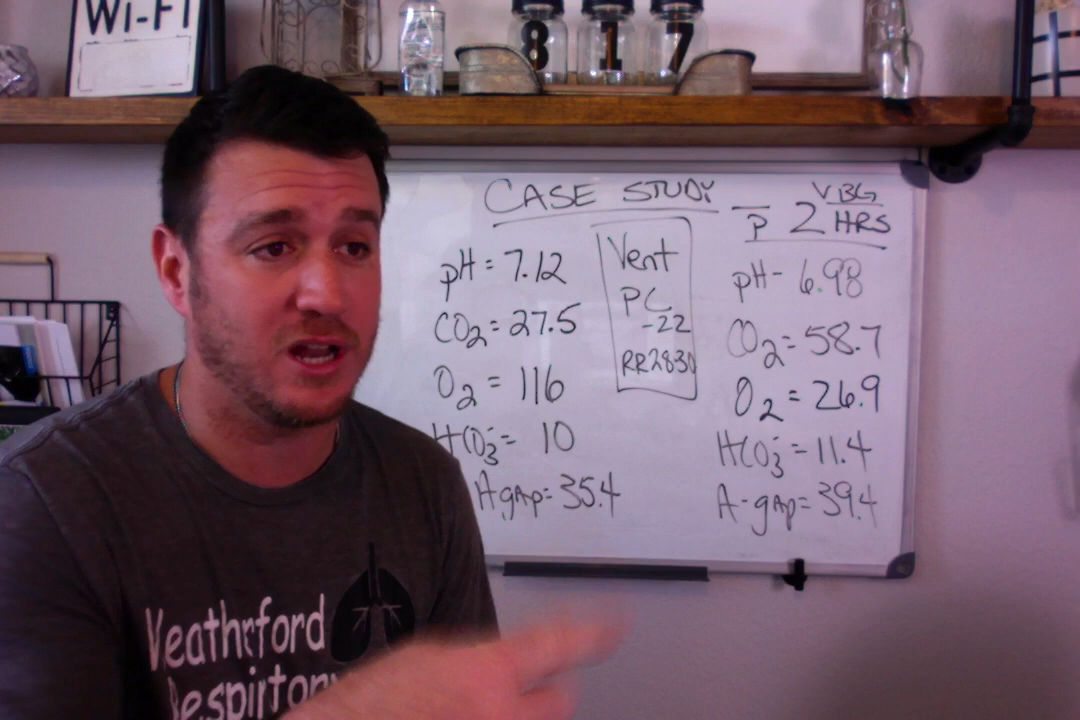 Wi-Fi
8 1 7
CASE STUDY
pH = 7.12
CO2 = 27.5
O2 = 116
HCO3- = 10
Agap = 35.4
Vent
PC
-22
RR 28-30
VBG
P 2 HRS
pH - 6.98
CO2 = 58.7
O2 = 26.9
HCO3- = 11.4
A-gap = 39.4
Weatherford
Respirtory